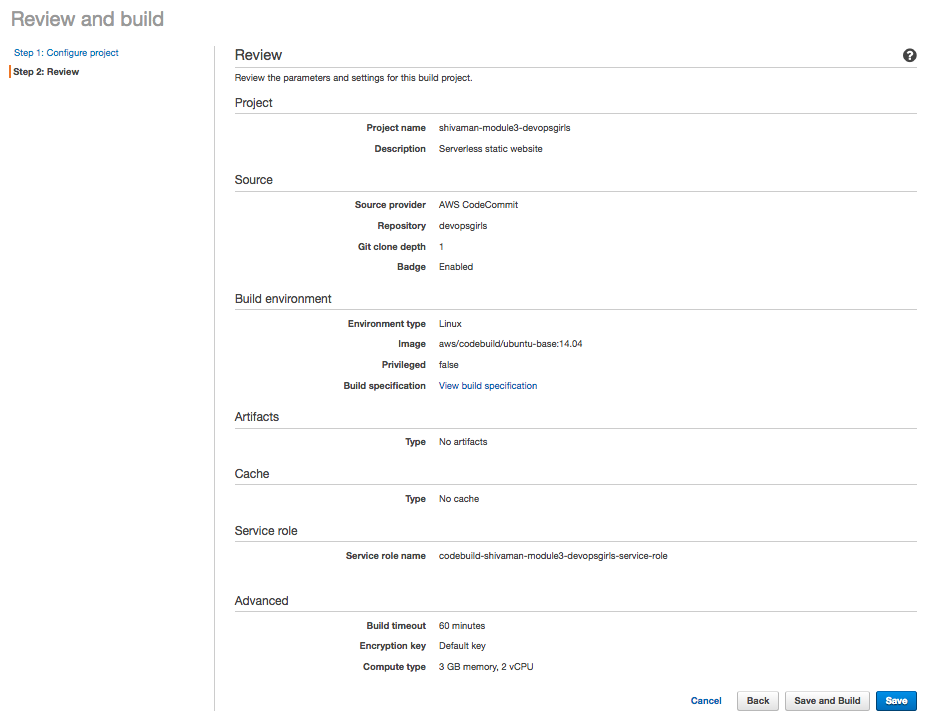 Review and build
Step 1: Configure project
Step 2: Review
Review
?
Review the parameters and settings for this build project.
Project
Project name shivaman-module3-devopsgirls
Description Serverless static website
Source
Source provider AWS CodeCommit
Repository devopsgirls
Git clone depth 1
Badge Enabled
Build environment
Environment type Linux
Image aws/codebuild/ubuntu-base:14.04
Privileged false
Build specification View build specification
Artifacts
Type No artifacts
Cache
Type No cache
Service role
Service role name codebuild-shivaman-module3-devopsgirls-service-role
Advanced
Build timeout 60 minutes
Encryption key Default key
Compute type 3 GB memory, 2 vCPU
Cancel Back Save and Build Save